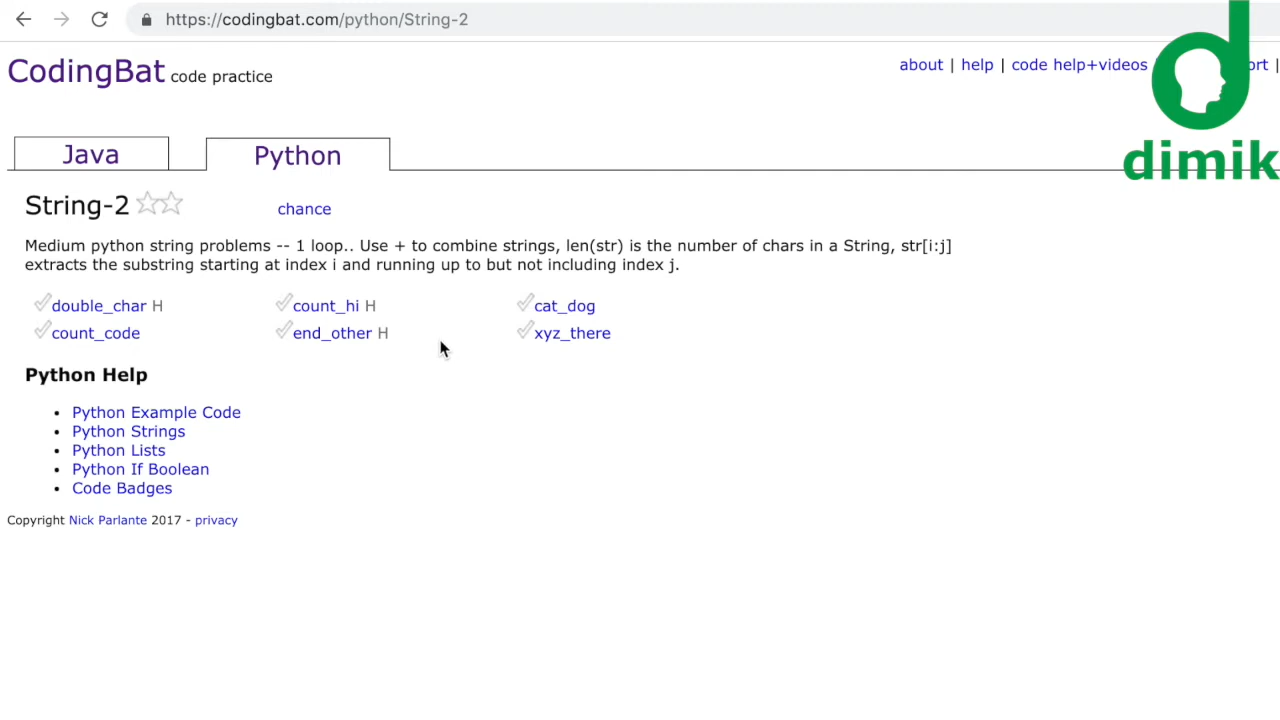 https://codingbat.com/python/String-2
CodingBat code practice
about | help | code help+videos ort |
dimik
Java
Python
String-2
chance
Medium python string problems -- 1 loop.. Use + to combine strings, len(str) is the number of chars in a String, str[i:j]
extracts the substring starting at index i and running up to but not including index j.
double_char H count_hi H cat_dog
count_code end_other H xyz_there
Python Help
• Python Example Code
• Python Strings
• Python Lists
• Python If Boolean
• Code Badges
Copyright Nick Parlante 2017 - privacy